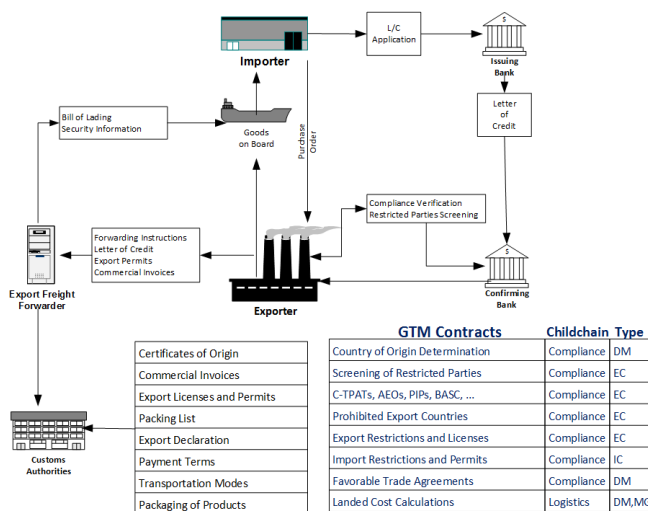 L/C
Application
Importer
Issuing
Bank
Bill of Lading
Security Information
Goods
on Board
Purchase
Order
Letter
of
Credit
Compliance Verification
Restricted Parties Screening
Forwarding Instructions
Letter of Credit
Export Permits
Commercial Invoices
Export Freight
Forwarder
Exporter
Confirming
Bank
Certificates of Origin
Commercial Invoices
Export Licenses and Permits
Packing List
Export Declaration
Payment Terms
Transportation Modes
Packaging of Products
Customs
Authorities
GTM Contracts Childchain Type
Country of Origin Determination Compliance DM
Screening of Restricted Parties Compliance EC
C-TPATs, AEOs, PIPs, BASC, ... Compliance EC
Prohibited Export Countries Compliance EC
Export Restrictions and Licenses Compliance EC
Import Restrictions and Permits Compliance IC
Favorable Trade Agreements Compliance DM
Landed Cost Calculations Logistics DM,MC